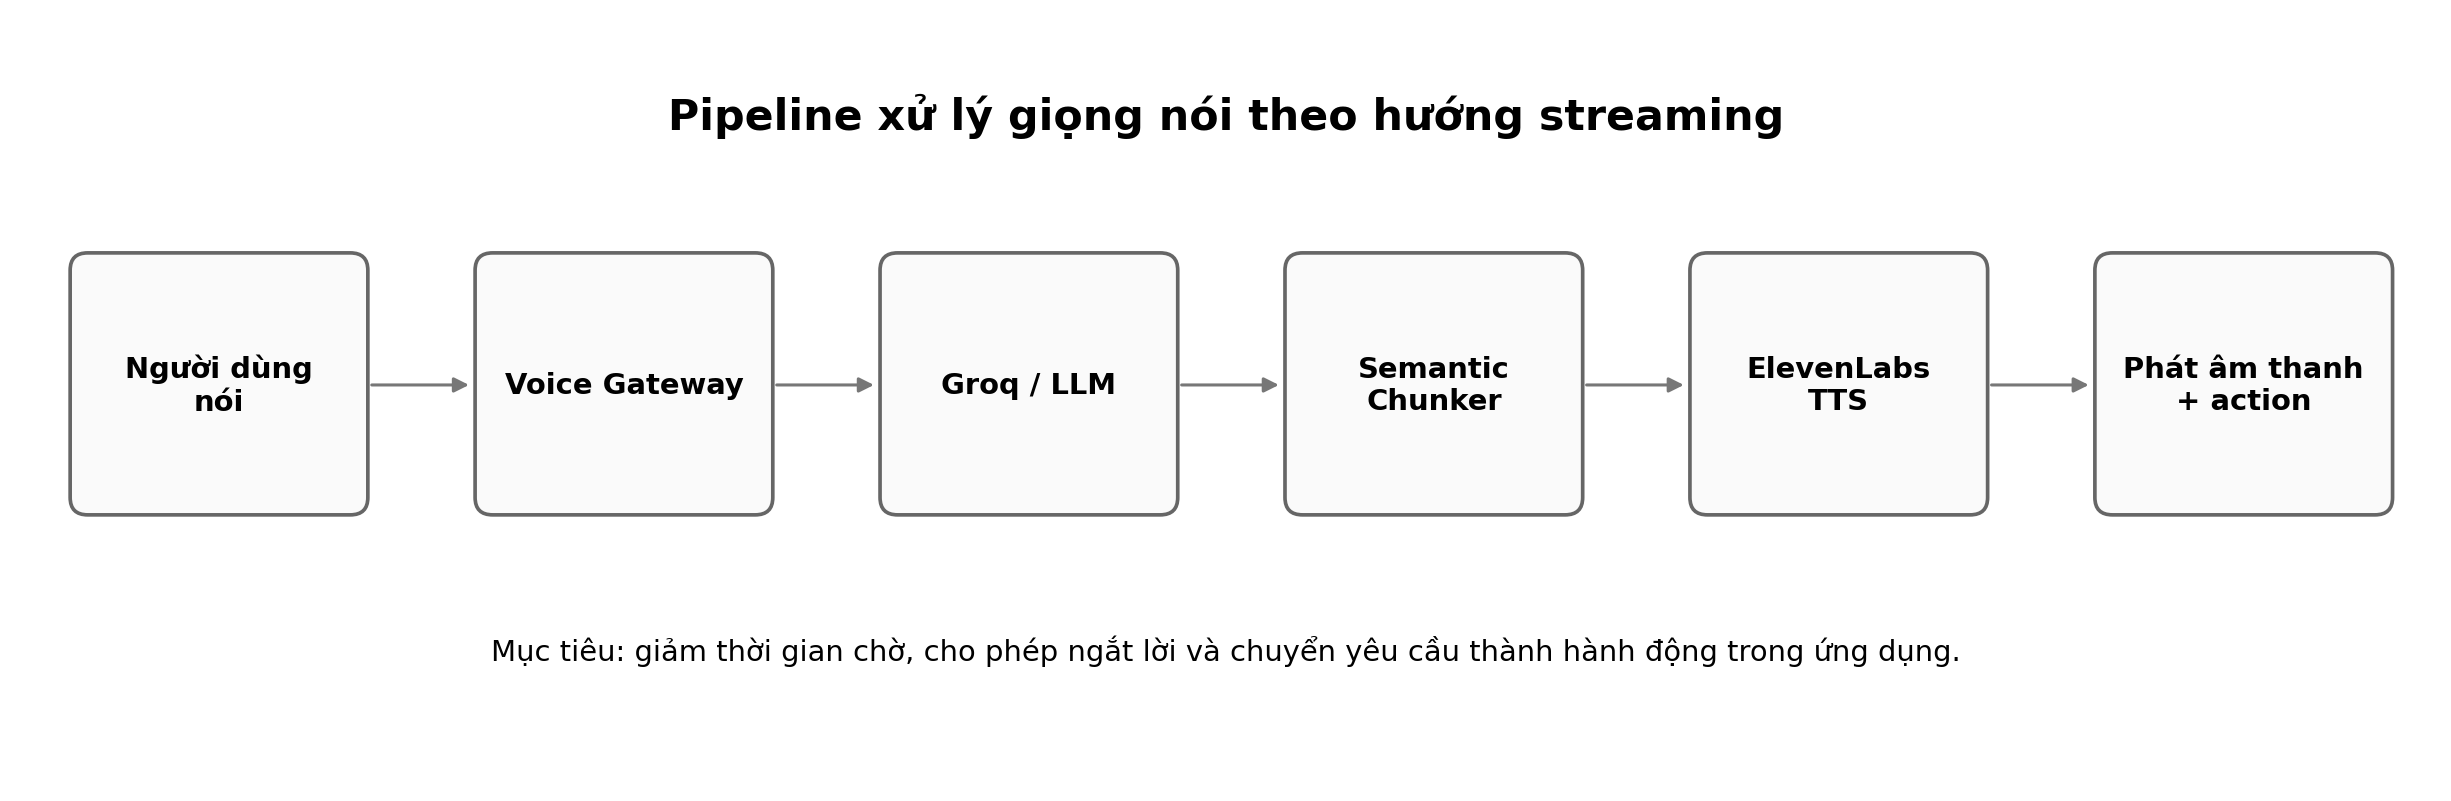 Pipeline xử lý giọng nói theo hướng streaming
Người dùng
nói
Voice Gateway
Groq / LLM
Semantic
Chunker
ElevenLabs
TTS
Phát âm thanh
+ action
Mục tiêu: giảm thời gian chờ, cho phép ngắt lời và chuyển yêu cầu thành hành động trong ứng dụng.